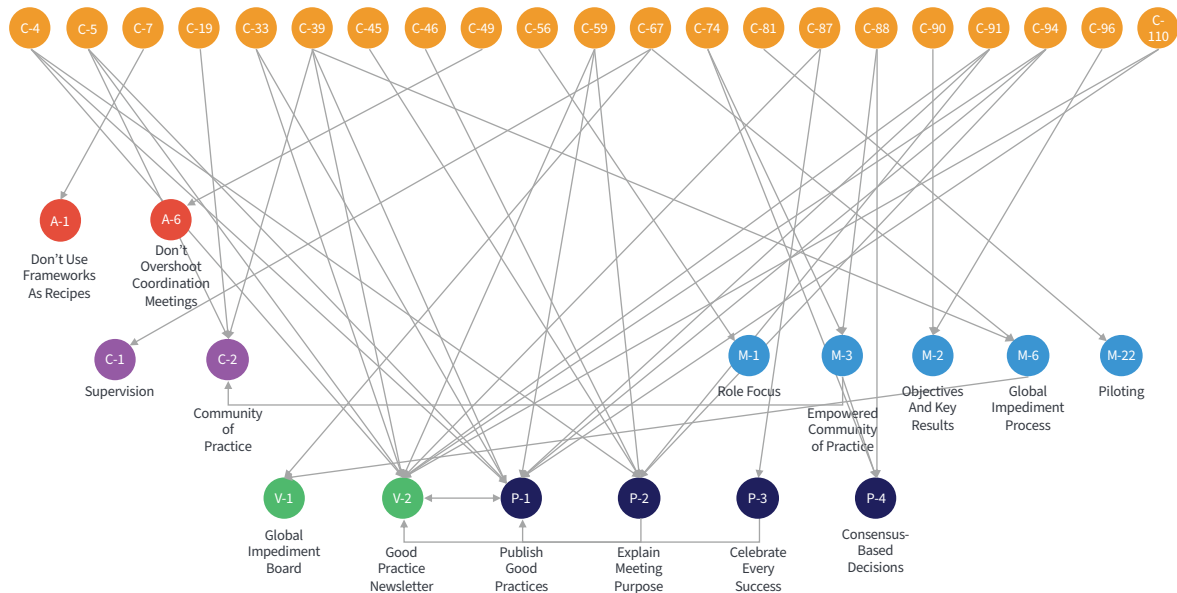 C-4
C-5
C-7
C-19
C-33
C-39
C-45
C-46
C-49
C-56
C-59
C-67
C-74
C-81
C-87
C-88
C-90
C-91
C-94
C-96
C-
110
A-1
Don’t Use
Frameworks
As Recipes
A-6
Don’t
Overshoot
Coordination
Meetings
C-1
Supervision
C-2
Community
of
Practice
M-1
Role Focus
M-3
Empowered
Community
of Practice
M-2
Objectives
And Key
Results
M-6
Global
Impediment
Process
M-22
Piloting
V-1
Global
Impediment
Board
V-2
Good
Practice
Newsletter
P-1
Publish
Good
Practices
P-2
Explain
Meeting
Purpose
P-3
Celebrate
Every
Success
P-4
Consensus-
Based
Decisions